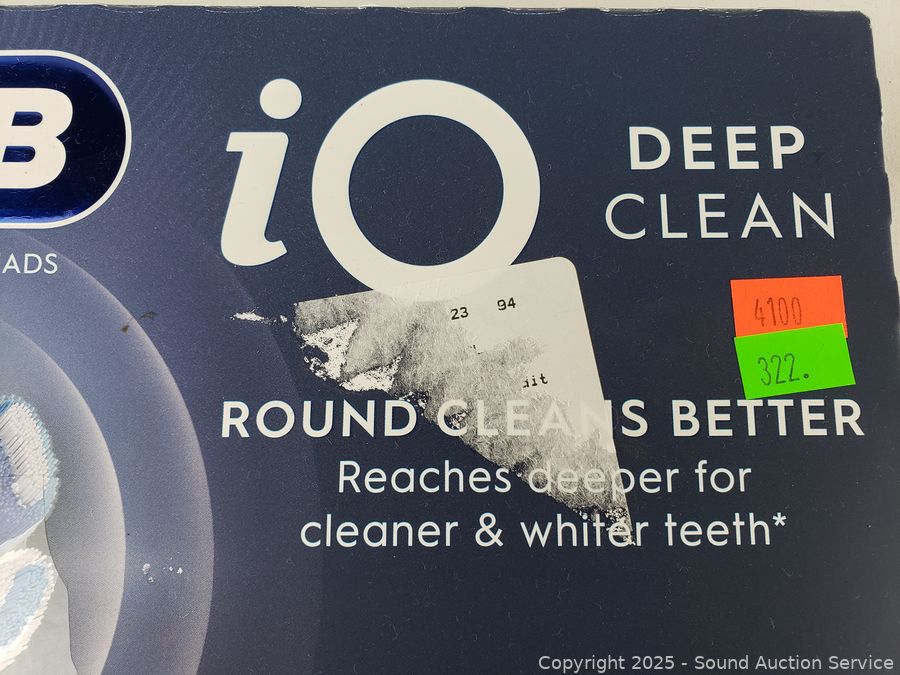 B
iO
DEEP
CLEAN
ADS
23 94
4100
322.
dit
ROUND CLEANS BETTER
Reaches deeper for
cleaner & whiter teeth*
Copyright 2025 - Sound Auction Service